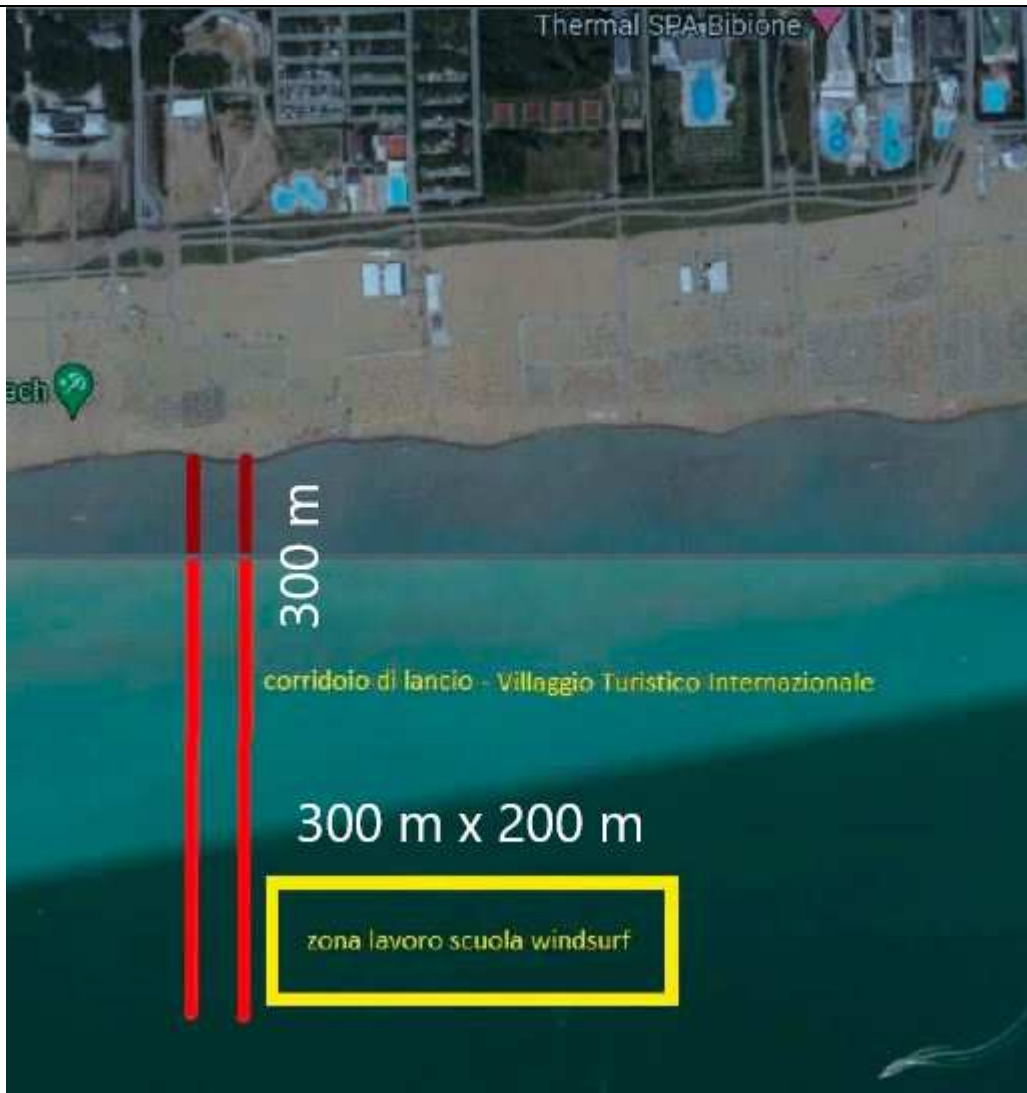 Thermal SPA Bibione
ach
300 m
corridoio di lancio - Villaggio Turistico Internazionale
300 m x 200 m
zona lavoro scuola windsurf